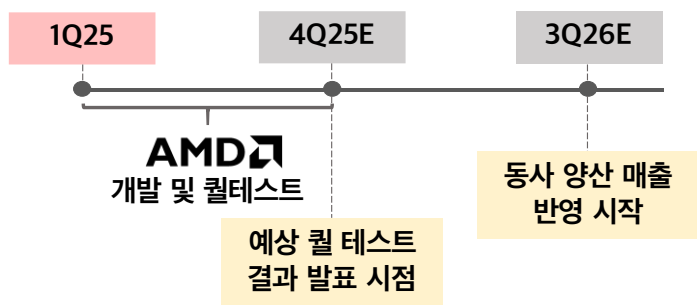 1Q25
4Q25E
3Q26E
AMD
개발 및 퀄테스트
동사 양산 매출
반영 시작
예상 퀄 테스트
결과 발표 시점